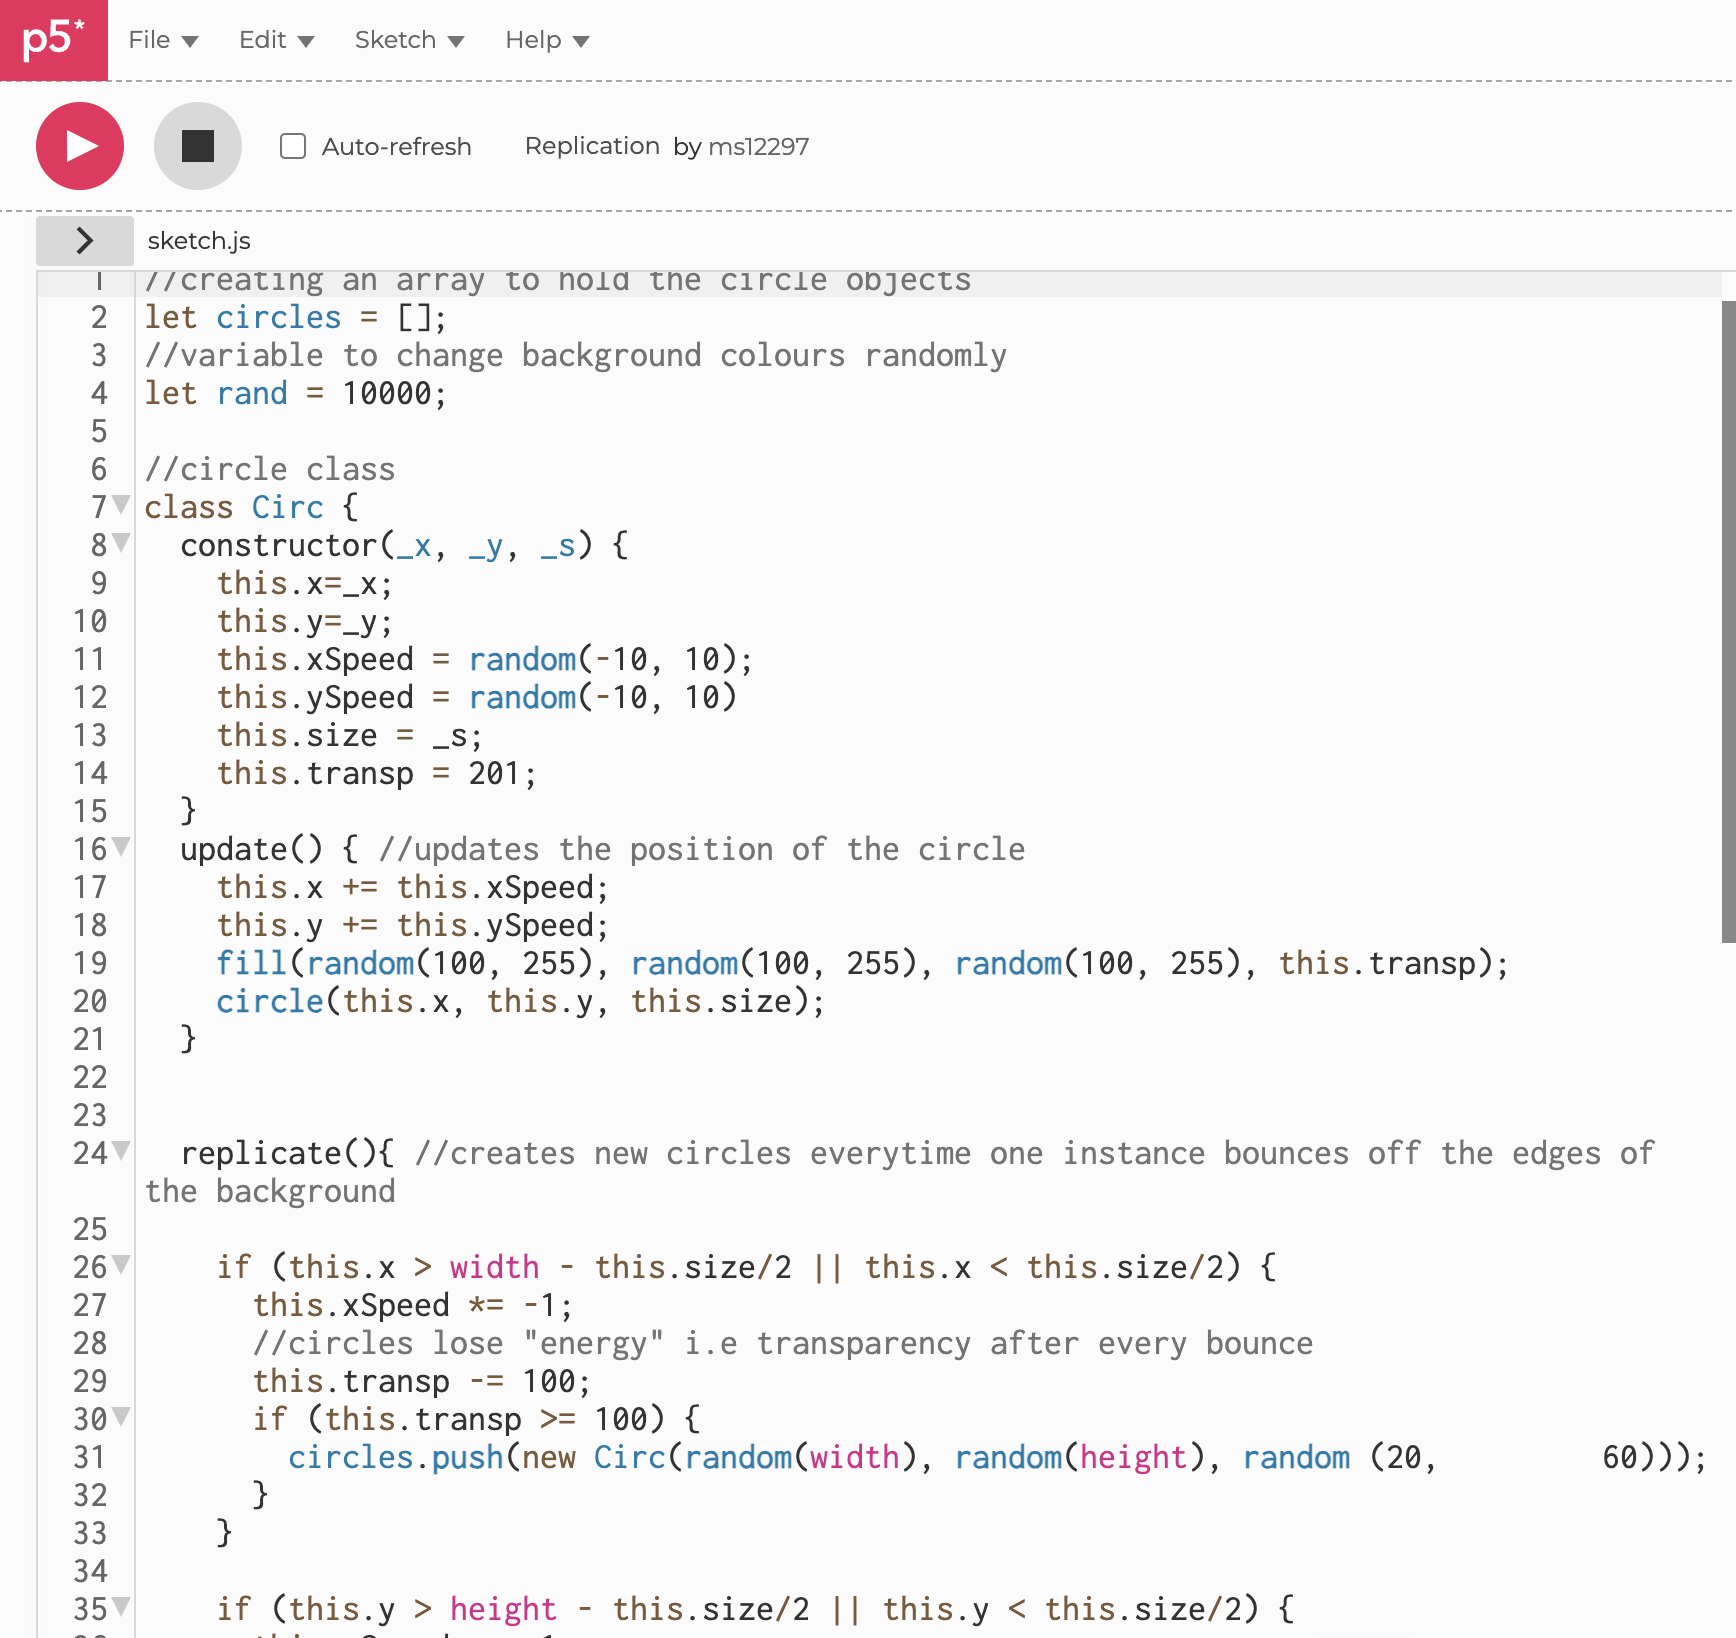 p5*
File Edit Sketch Help
Auto-refresh Replication by ms12297
sketch.js
1 //creating an array to hold the circle objects
2 let circles = [];
3 //variable to change background colours randomly
4 let rand = 10000;
5
6 //circle class
7 class Circ {
8 constructor(_x, _y, _s) {
9 this.x=_x;
10 this.y=_y;
11 this.xSpeed = random(-10, 10);
12 this.ySpeed = random(-10, 10)
13 this.size = _s;
14 this.transp = 201;
15 }
16 update() { //updates the position of the circle
17 this.x += this.xSpeed;
18 this.y += this.ySpeed;
19 fill(random(100, 255), random(100, 255), random(100, 255), this.transp);
20 circle(this.x, this.y, this.size);
21 }
22
23
24 replicate(){ //creates new circles everytime one instance bounces off the edges of
the background
25
26 if (this.x > width - this.size/2 || this.x < this.size/2) {
27 this.xSpeed *= -1;
28 //circles lose "energy" i.e transparency after every bounce
29 this.transp -= 100;
30 if (this.transp >= 100) {
31 circles.push(new Circ(random(width), random(height), random (20, 60)));
32 }
33 }
34
35 if (this.y > height - this.size/2 || this.y < this.size/2) {